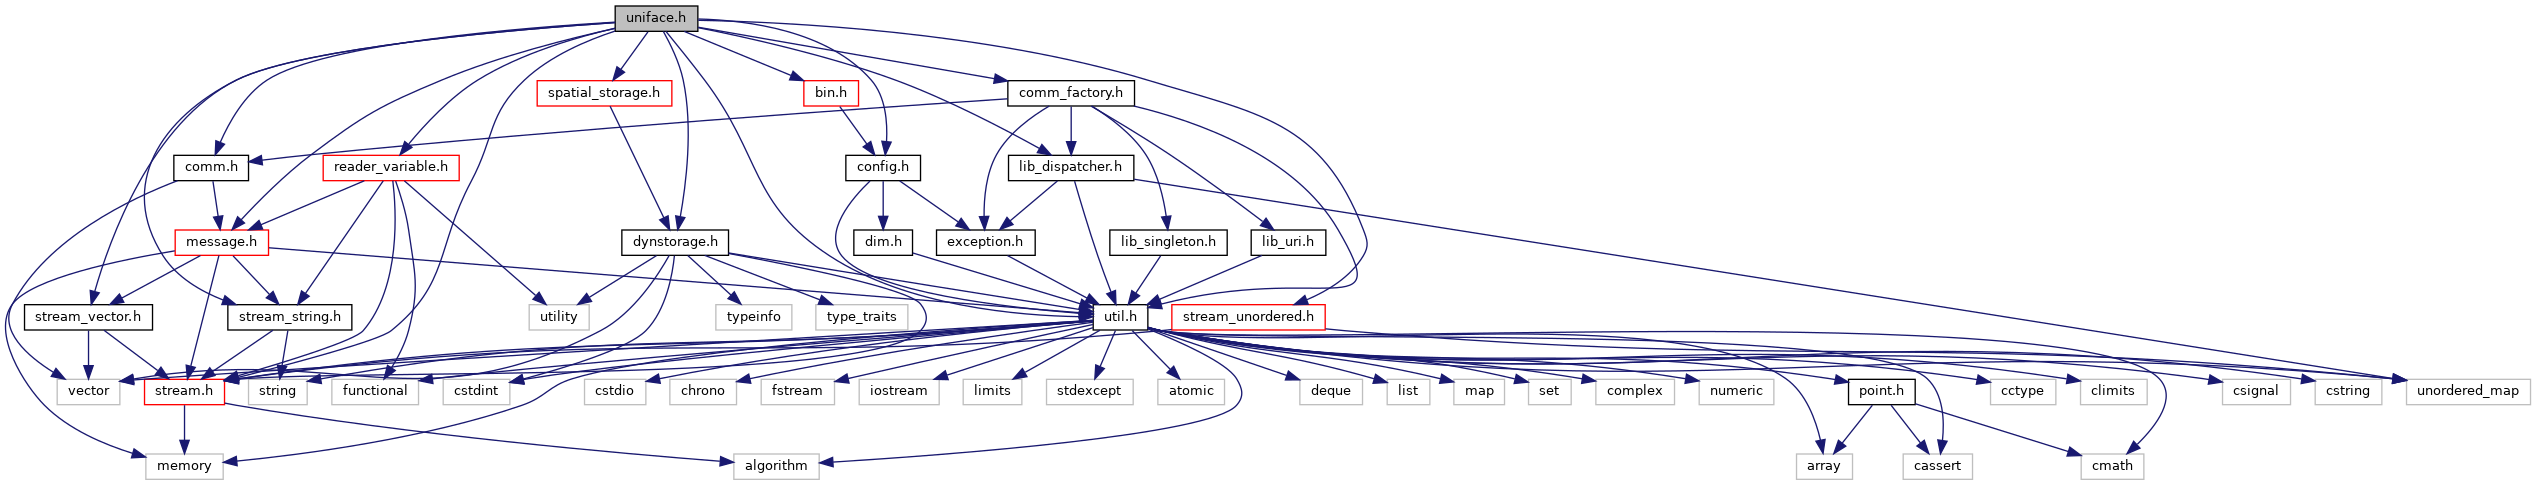 uniface.h
spatial_storage.h
bin.h
comm_factory.h
comm.h
reader_variable.h
config.h
lib_dispatcher.h
message.h
dynstorage.h
dim.h
exception.h
lib_singleton.h
lib_uri.h
stream_vector.h
stream_string.h
utility
typeinfo
type_traits
util.h
stream_unordered.h
vector
stream.h
string
functional
cstdint
cstdio
chrono
fstream
iostream
limits
stdexcept
atomic
deque
list
map
set
complex
numeric
point.h
cctype
climits
csignal
cstring
unordered_map
memory
algorithm
array
cassert
cmath